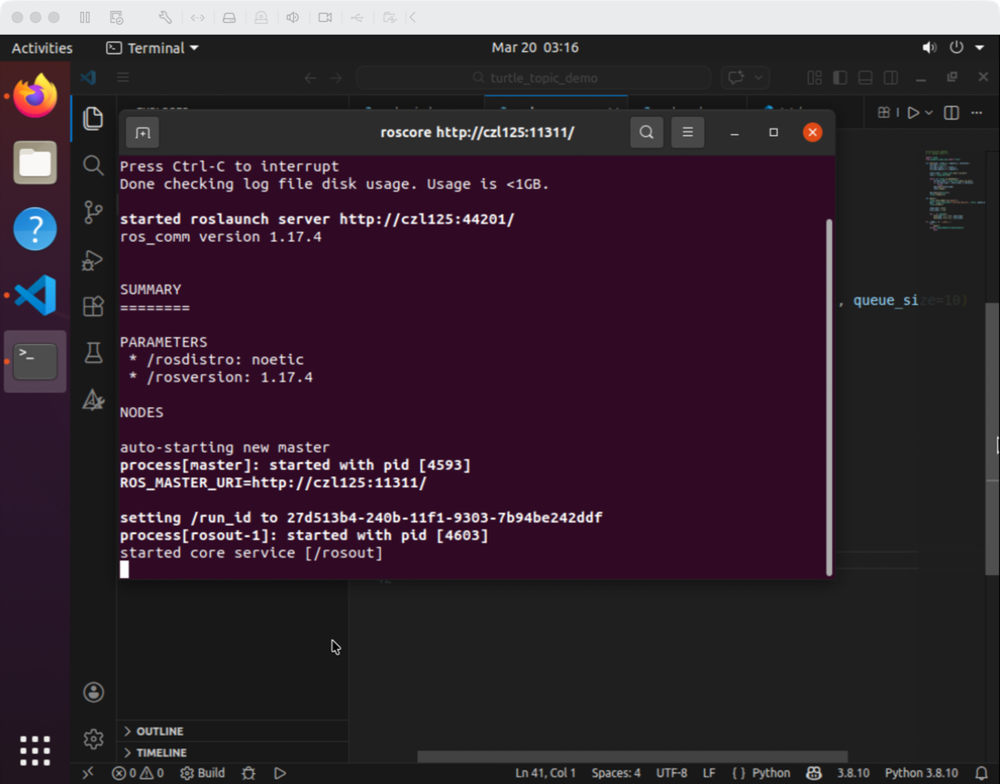 Activities
Terminal
Mar 20 03:16
turtle_topic_demo
roscore http://czl125:11311/
Press Ctrl-C to interrupt
Done checking log file disk usage. Usage is <1GB.
started roslaunch server http://czl125:44201/
ros_comm version 1.17.4
SUMMARY
========
PARAMETERS
* /rosdistro: noetic
* /rosversion: 1.17.4
NODES
auto-starting new master
process[master]: started with pid [4593]
ROS_MASTER_URI=http://czl125:11311/
setting /run_id to 27d513b4-240b-11f1-9303-7b94be242ddf
process[rosout-1]: started with pid [4603]
started core service [/rosout]
, queue_size=10)
OUTLINE
TIMELINE
0 0 Build Ln 41, Col 1 Spaces: 4 UTF-8 LF { } Python 3.8.10 Python 3.8.10